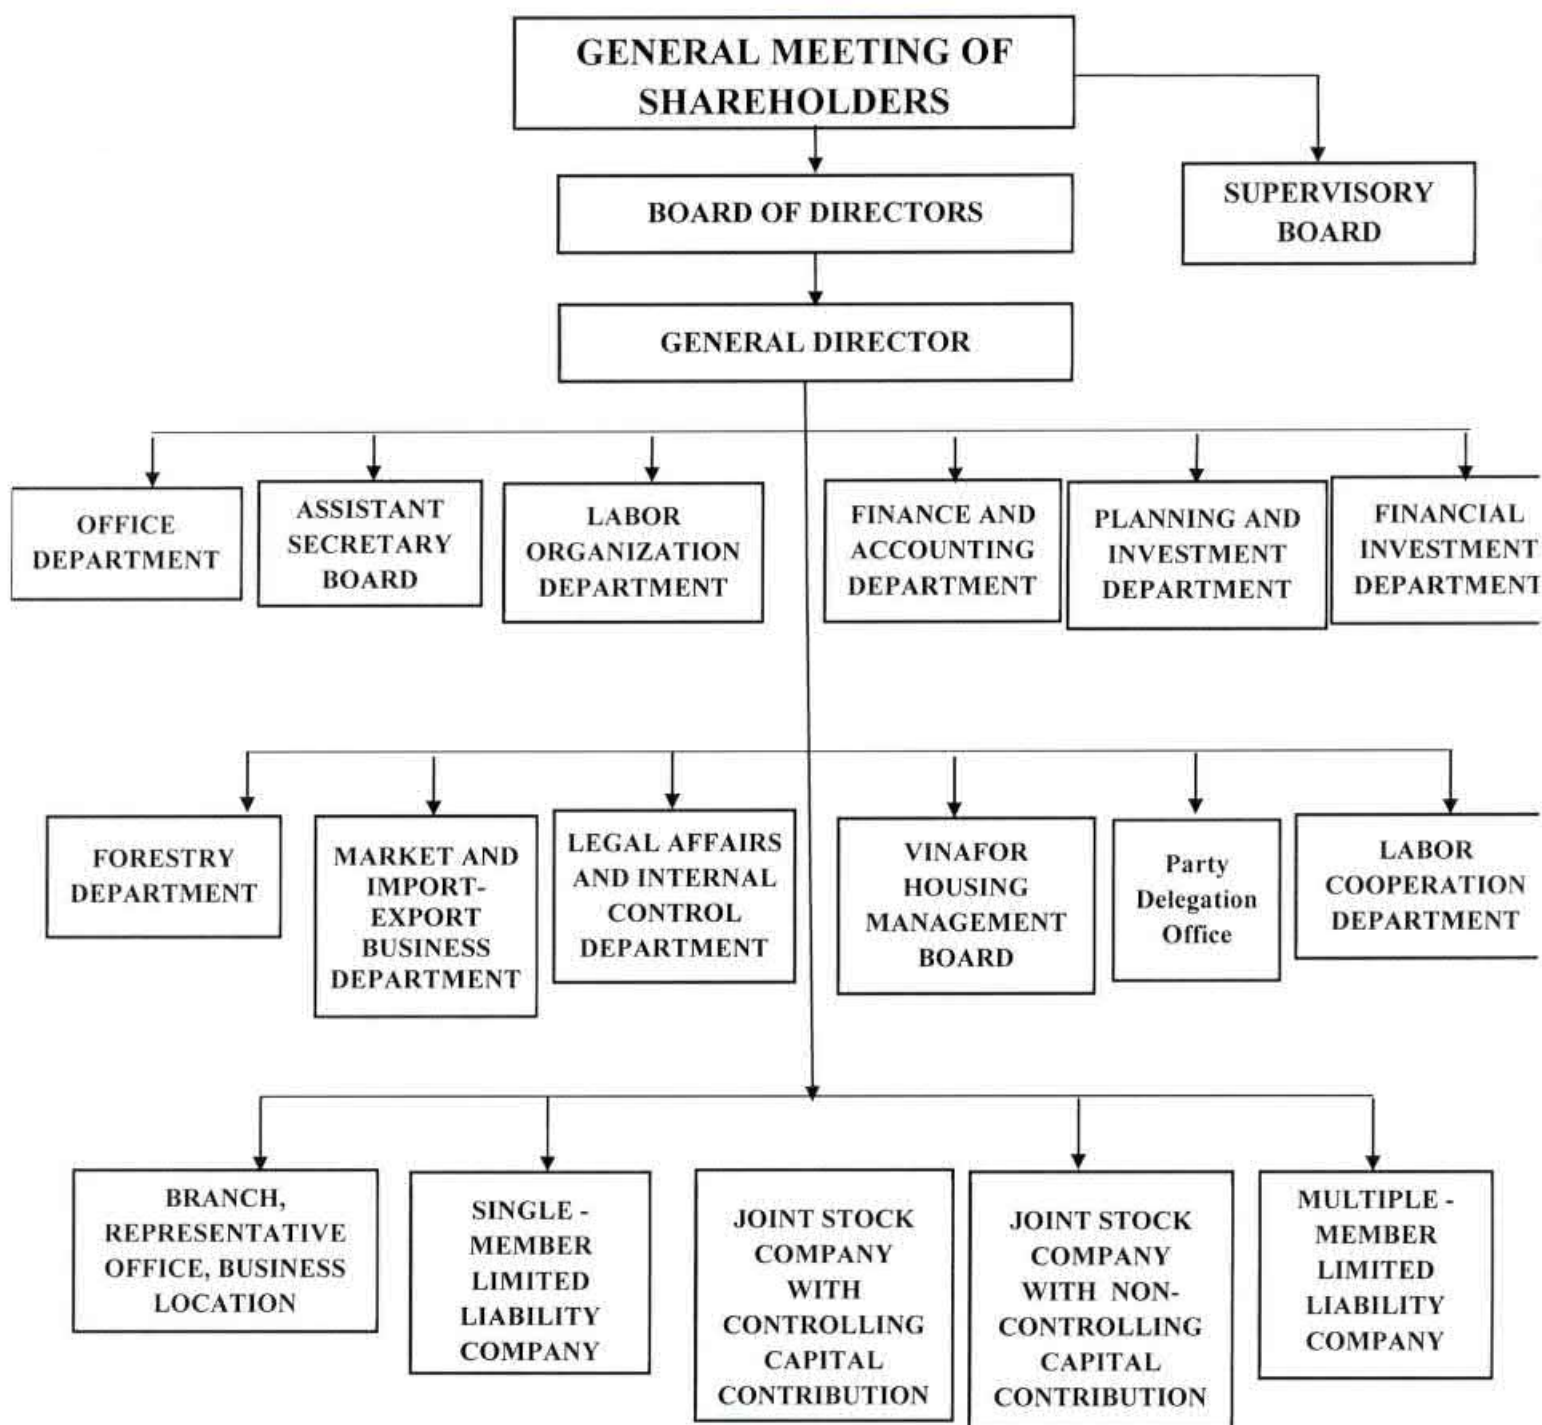 GENERAL MEETING OF
SHAREHOLDERS
BOARD OF DIRECTORS
SUPERVISORY
BOARD
GENERAL DIRECTOR
OFFICE
DEPARTMENT
ASSISTANT
SECRETARY
BOARD
LABOR
ORGANIZATION
DEPARTMENT
FINANCE AND
ACCOUNTING
DEPARTMENT
PLANNING AND
INVESTMENT
DEPARTMENT
FINANCIAL
INVESTMENT
DEPARTMENT
FORESTRY
DEPARTMENT
MARKET AND
IMPORT-
EXPORT
BUSINESS
DEPARTMENT
LEGAL AFFAIRS
AND INTERNAL
CONTROL
DEPARTMENT
VINAFOR
HOUSING
MANAGEMENT
BOARD
Party
Delegation
Office
LABOR
COOPERATION
DEPARTMENT
BRANCH,
REPRESENTATIVE
OFFICE, BUSINESS
LOCATION
SINGLE -
MEMBER
LIMITED
LIABILITY
COMPANY
JOINT STOCK
COMPANY
WITH
CONTROLLING
CAPITAL
CONTRIBUTION
JOINT STOCK
COMPANY
WITH NON-
CONTROLLING
CAPITAL
CONTRIBUTION
MULTIPLE -
MEMBER
LIMITED
LIABILITY
COMPANY